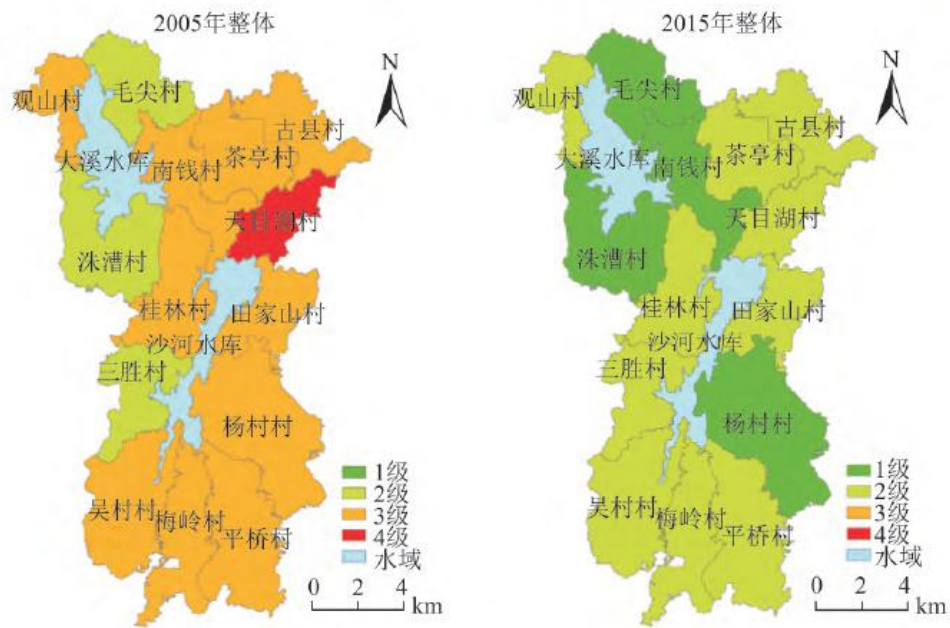 2005年整体
N
观山村
毛尖村
古县村
大溪水库
南钱村
茶亭村
天目湖村
洙漕村
桂林村
田家山村
沙河水库
三胜村
杨村村
吴村村
梅岭村
平桥村
1级
2级
3级
4级
水域
0 2 4
km
2015年整体
N
观山村
毛尖村
古县村
大溪水库
南钱村
茶亭村
天目湖村
洙漕村
桂林村
田家山村
沙河水库
三胜村
杨村村
吴村村
梅岭村
平桥村
1级
2级
3级
4级
水域
0 2 4
km